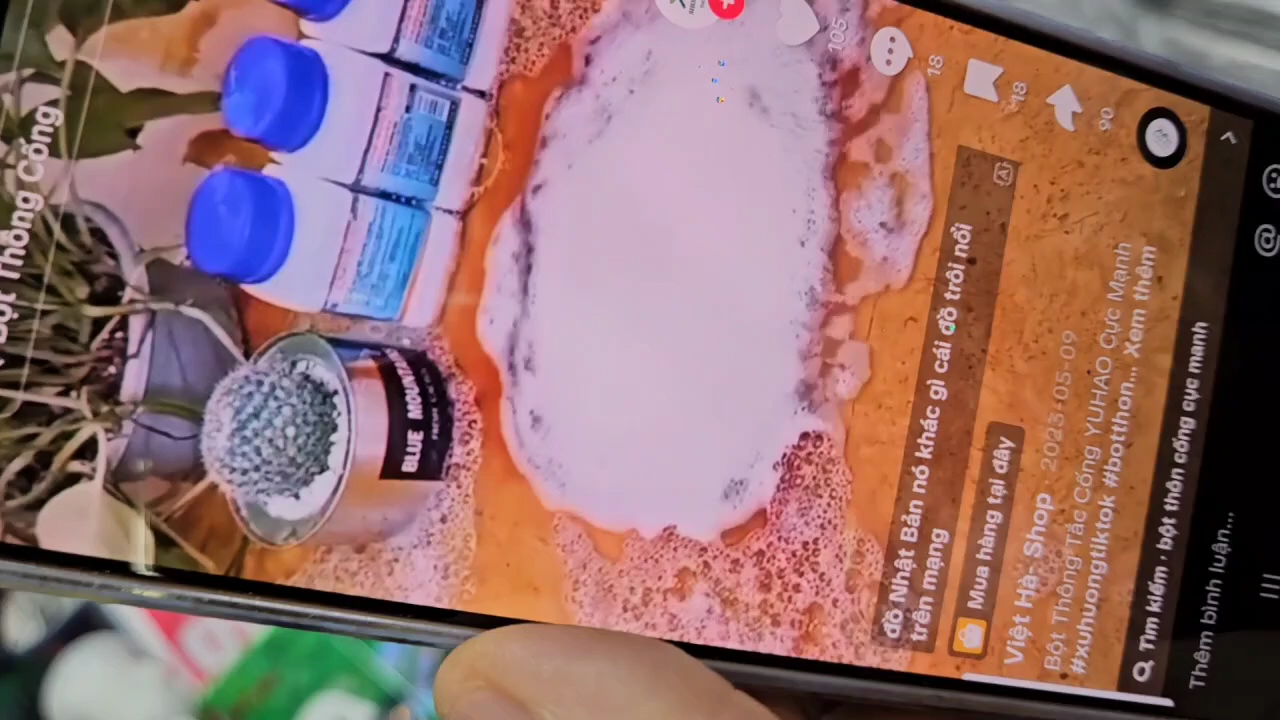 Bột Thông Cống
BLUE MOUNTAIN
105
18
18
90
đồ Nhật Bản nó khác gì cái đồ trôi nổi
trên mạng
Mua hàng tại đây
Việt Hà- Shop · 2023-05-09
Bột Thông Tắc Cống YUHAO Cực Mạnh
#xuhuongtiktok #botthon... Xem thêm
Tìm kiếm · bột thôn cống cục manh
Thêm bình luận...
@